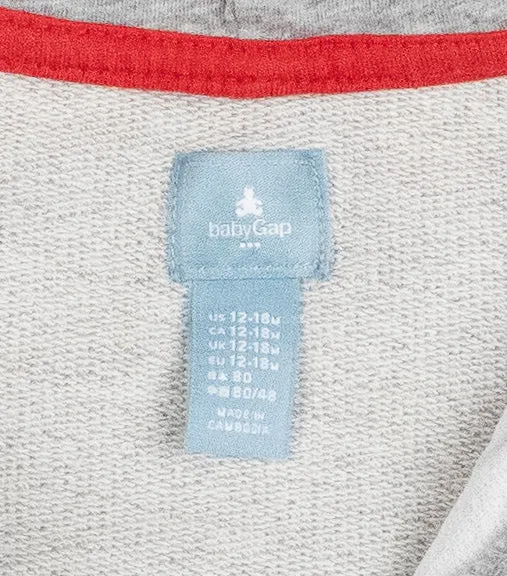 babyGap
US 12-18M
CA 12-18M
UK 12-18M
EU 12-18M
80
80/48
MADE IN
CAMBODIA